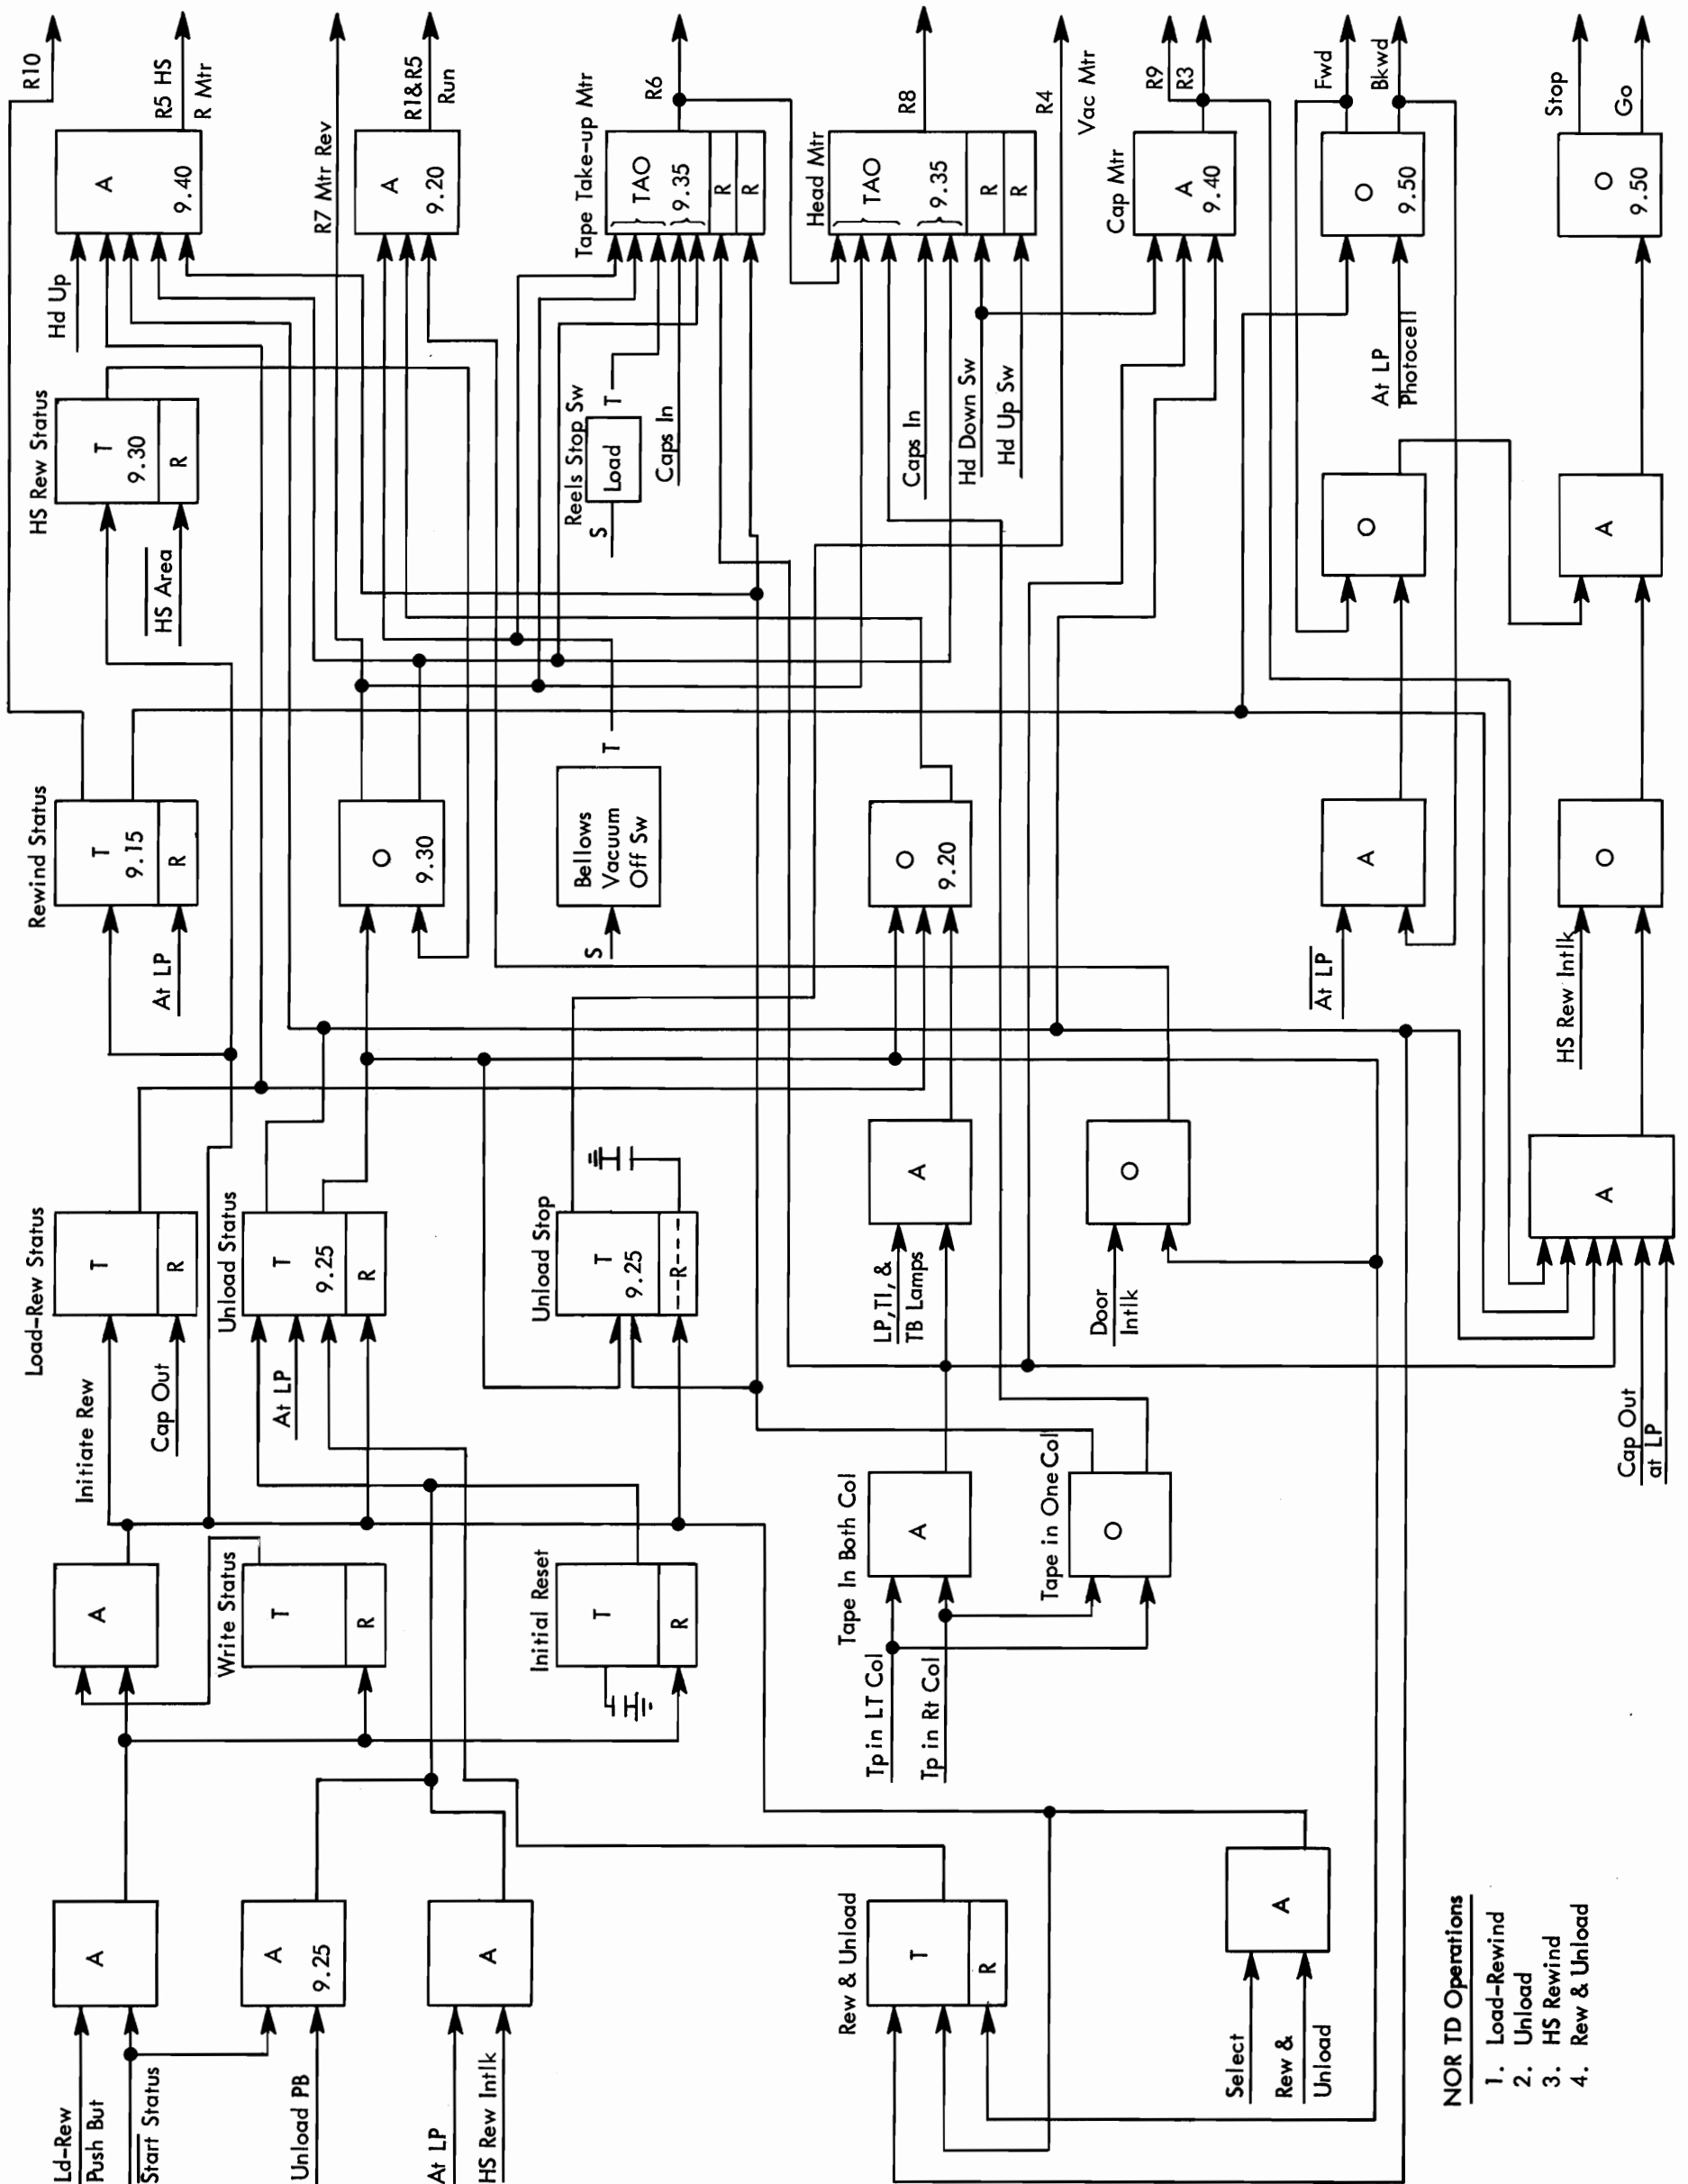 Ld-Rew
Push But
Start Status
A
A
Write Status
T
R
Initiate Rew
Cap Out
Load-Rew Status
T
R
Rewind Status
T
9.15
R
At LP
HS Rew Status
T
9.30
R
HS Area
Hd Up
A
9.40
R10
R5 HS
R Mtr
Unloa​d PB
A
9.25
Unload Status
T
9.25
R
At LP
O
9.30
R7 Mtr Rev
A
9.20
R1&R5
Run
At LP
HS Rew Intlk
A
Initial Reset
T
R
Unload Stop
T
9.25
R
S
Bellows
Vacuum
Off Sw
T
Reels Stop Sw
S
Load
T
Caps In
Tape Take-up Mtr
TAO
9.35
R
R
R6
Rew & Unload
T
R
Tp in LT Col
Tp in Rt Col
Tape In Both Col
A
LP,TI, &
TB Lamps
A
O
9.20
Caps In
Hd Down Sw
Hd Up Sw
Head Mtr
TAO
9.35
R
R
R8
R4
Vac Mtr
Tape in One Col
O
Door
Intlk
O
Cap Mtr
A
9.40
R9
R3
Select
Rew &
Unload
A
At LP
A
O
At LP
Photocell
O
9.50
Fwd
Bkwd
Cap Out
at LP
A
HS Rew Intlk
O
A
O
9.50
Stop
Go
NOR TD Operations
1. Load-Rewind
2. Unload
3. HS Rewind
4. Rew & Unload